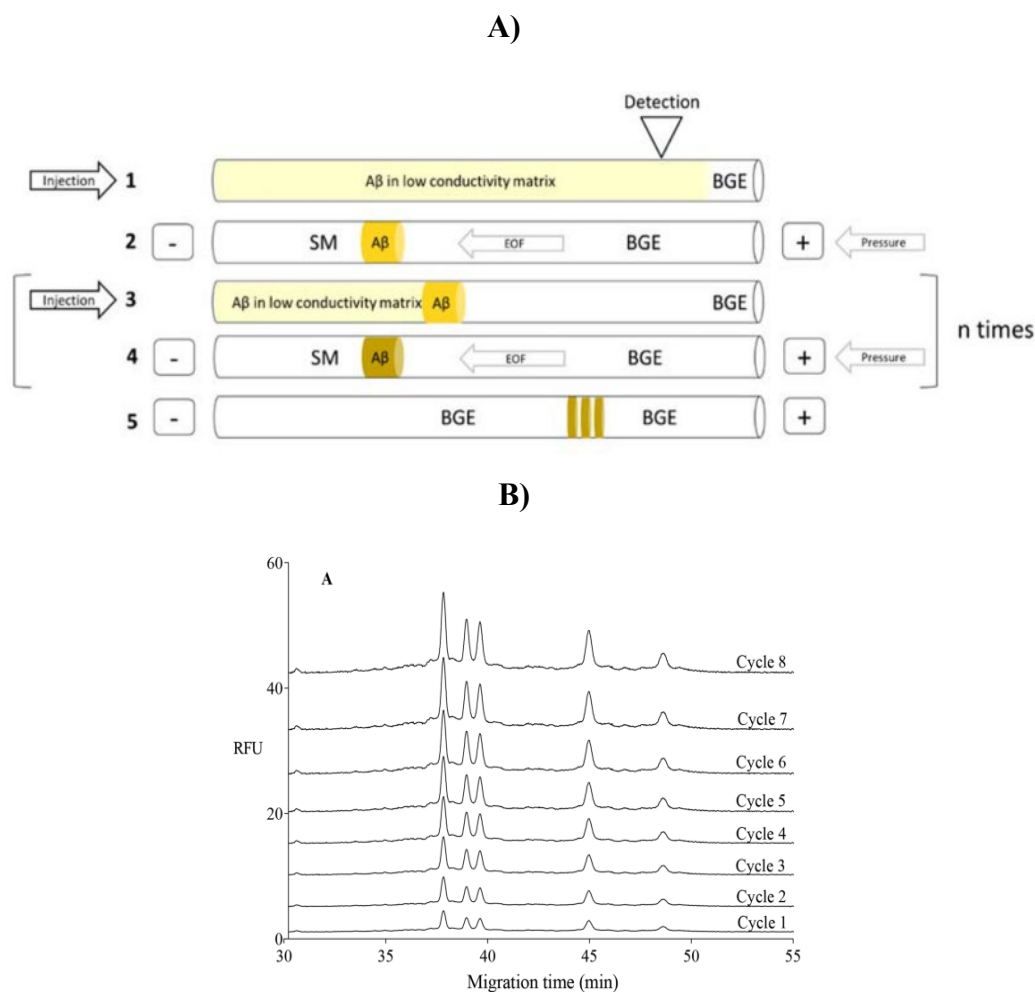 A)
Detection
Injection 1 Aβ in low conductivity matrix BGE
2 - SM Aβ EOF BGE + Pressure
Injection 3 Aβ in low conductivity matrix Aβ BGE
n times
4 - SM Aβ EOF BGE + Pressure
5 - BGE BGE +
B)
60
A
Cycle 8
40
Cycle 7
RFU
Cycle 6
Cycle 5
20
Cycle 4
Cycle 3
Cycle 2
Cycle 1
0
30 35 40 45 50 55
Migration time (min)